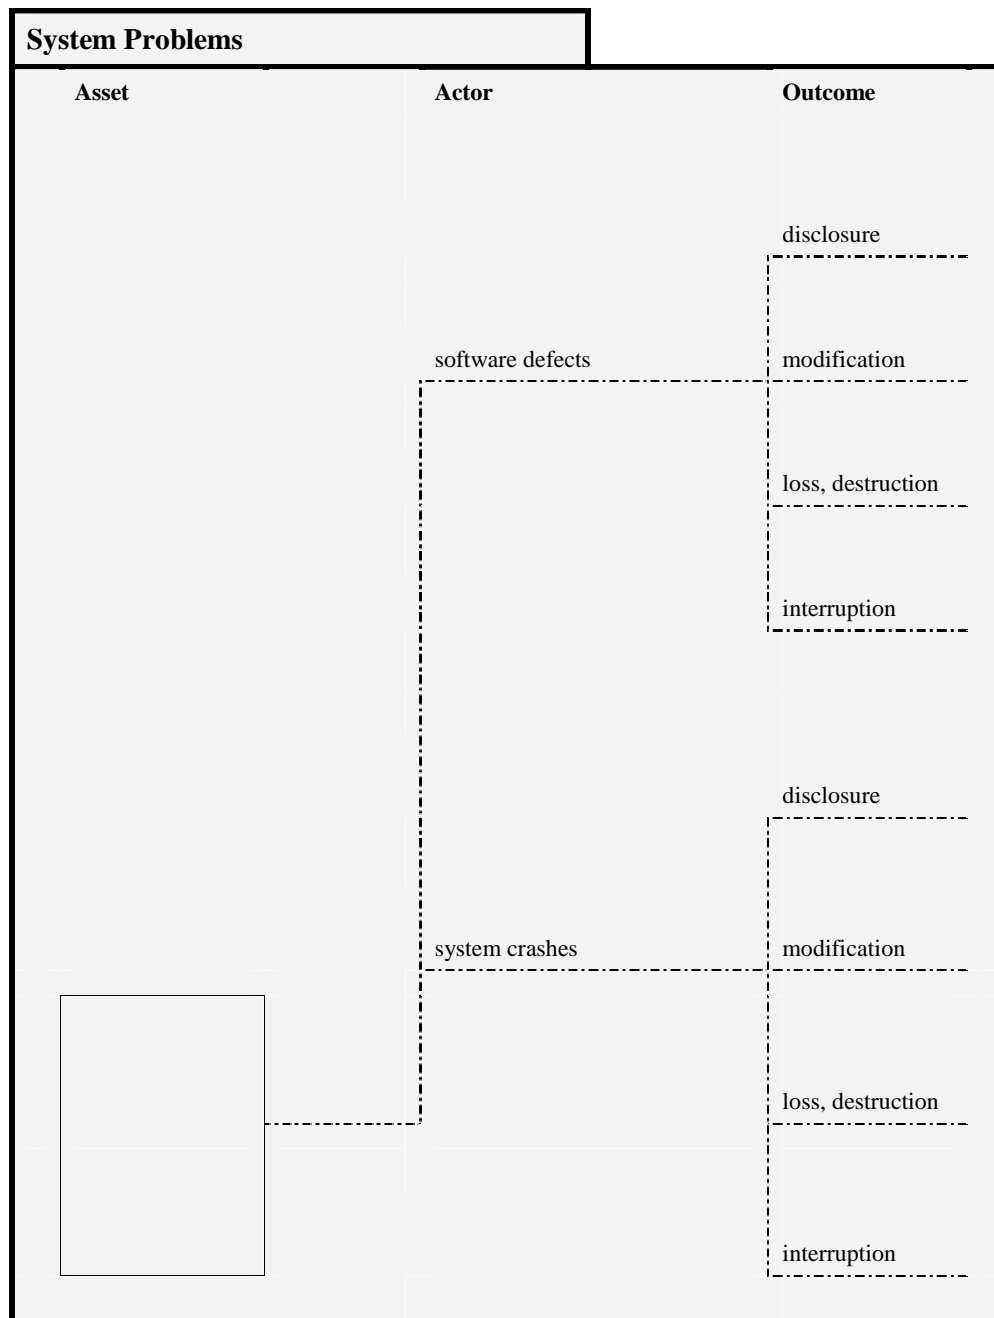 System Problems
Asset Actor Outcome
disclosure
software defects modification
loss, destruction
interruption
disclosure
system crashes modification
loss, destruction
interruption